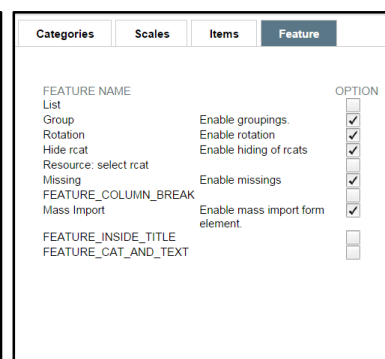 Categories Scales Items Feature
FEATURE NAME OPTION
List
Group Enable groupings.
Rotation Enable rotation
Hide rcat Enable hiding of rcats
Resource: select rcat
Missing Enable missings
FEATURE_COLUMN_BREAK
Mass Import Enable mass import form
element.
FEATURE_INSIDE_TITLE
FEATURE_CAT_AND_TEXT